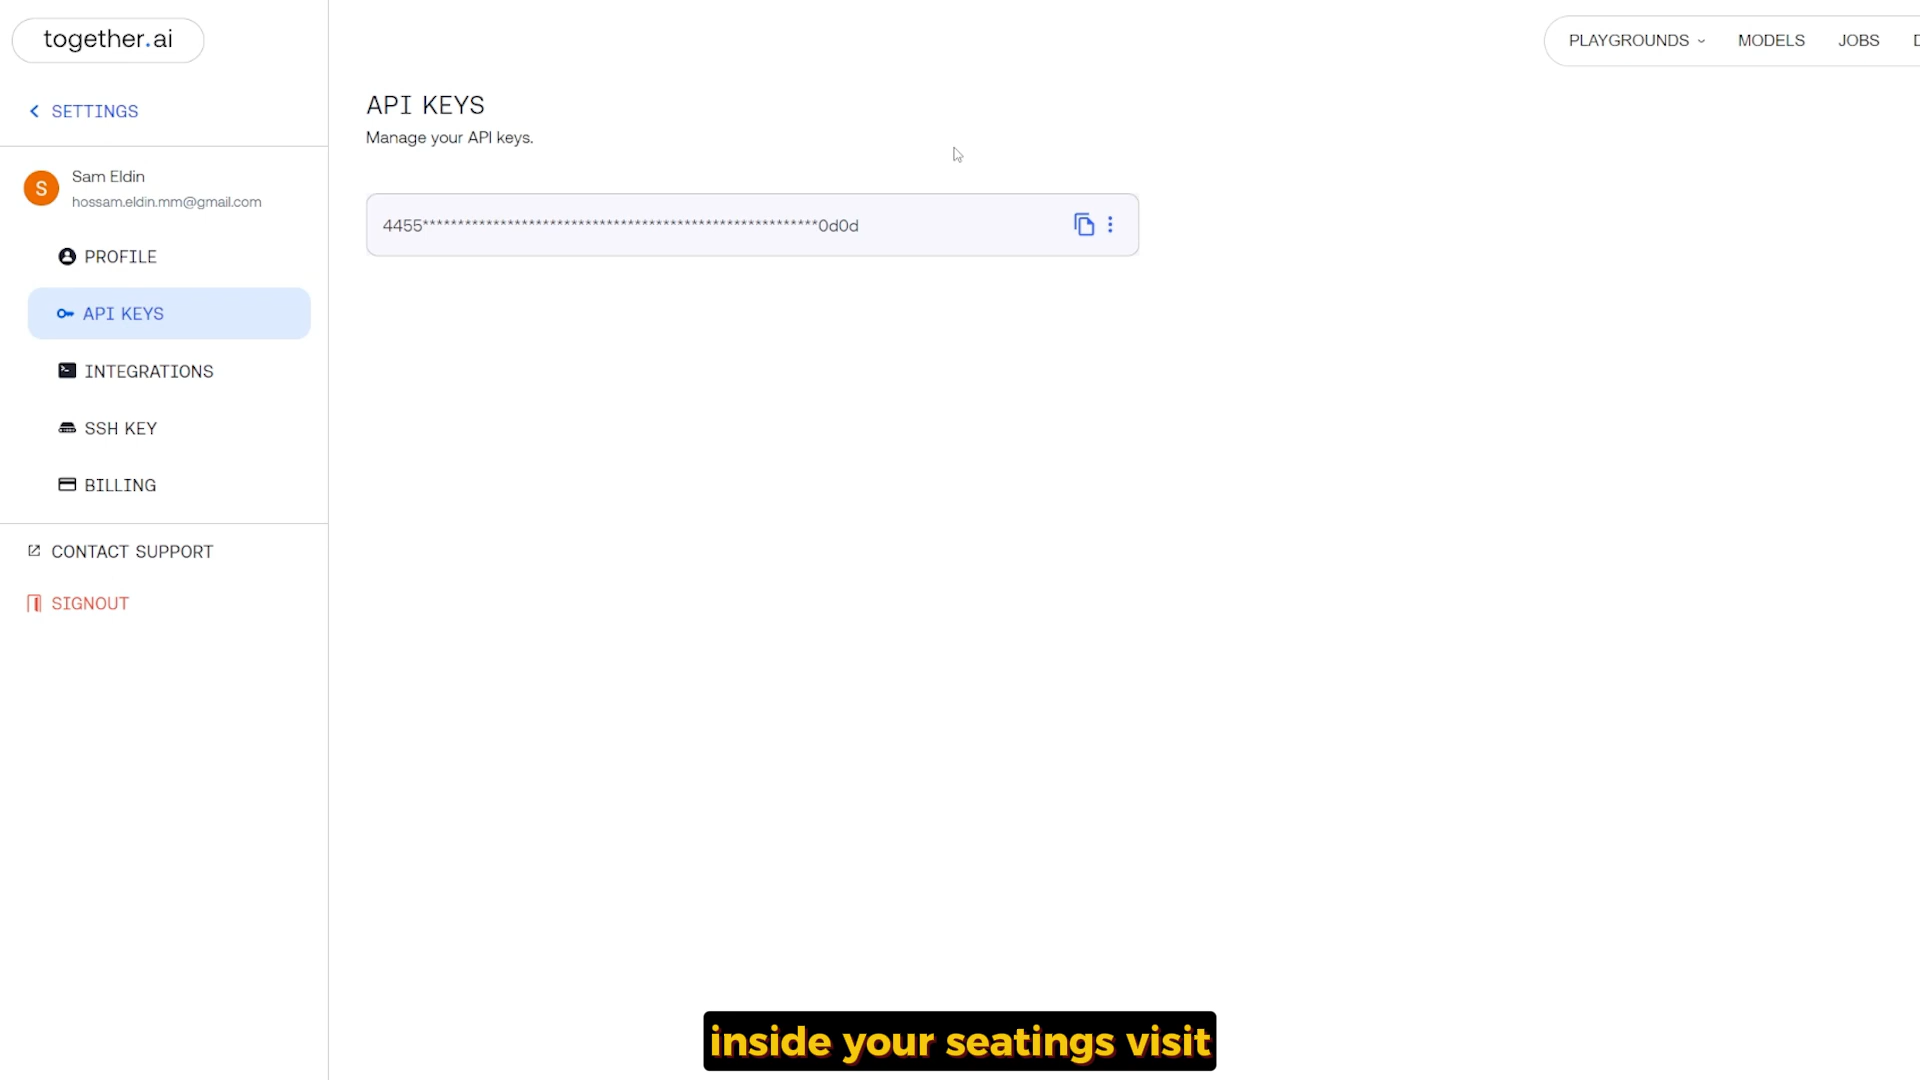 together.ai
PLAYGROUNDS
MODELS
JOBS
SETTINGS
API KEYS
Manage your API keys.
Sam Eldin
hossam.eldin.mm@gmail.com
4455********************************************************0d0d
PROFILE
API KEYS
INTEGRATIONS
SSH KEY
BILLING
CONTACT SUPPORT
SIGNOUT
inside your seatings visit